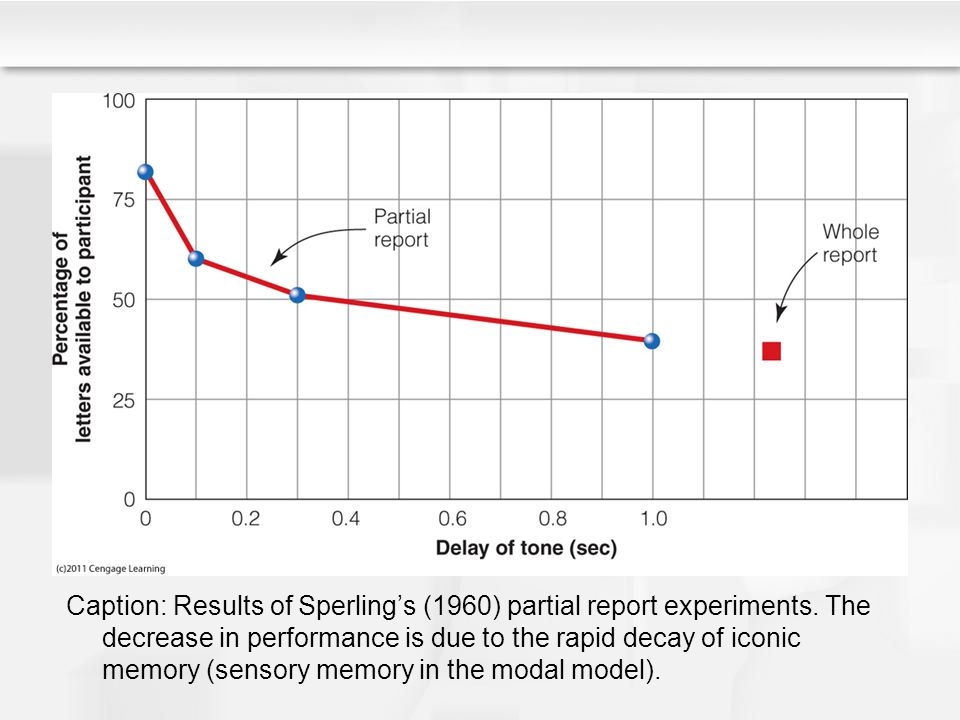 100
75
50
25
0
Percentage of
letters available to participant
Partial
report
Whole
report
0 0.2 0.4 0.6 0.8 1.0
Delay of tone (sec)
(c)2011 Cengage Learning
Caption: Results of Sperling’s (1960) partial report experiments. The
decrease in performance is due to the rapid decay of iconic
memory (sensory memory in the modal model).